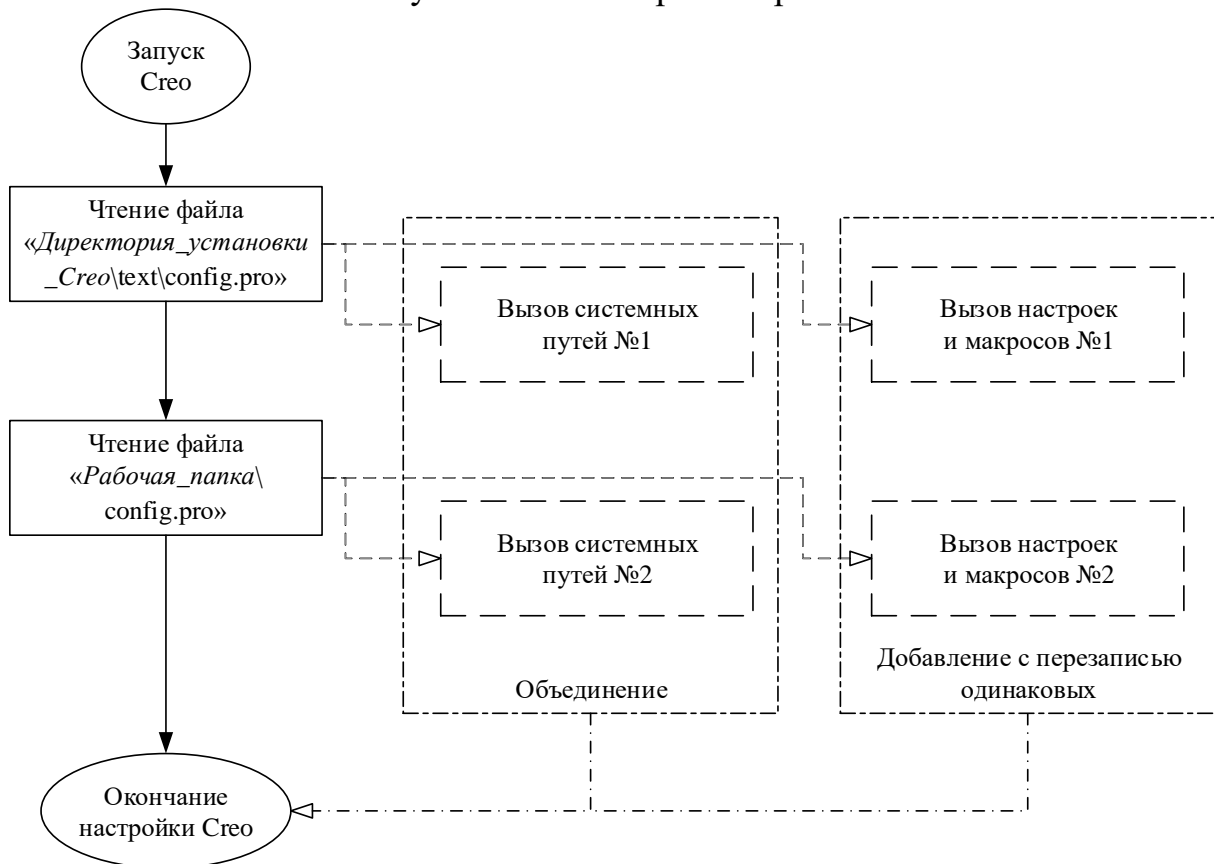 Запуск
Creo
Чтение файла
«Директория_установки
_Creo\text\config.pro»
Вызов системных
путей №1
Вызов настроек
и макросов №1
Чтение файла
«Рабочая_папка\
config.pro»
Вызов системных
путей №2
Вызов настроек
и макросов №2
Объединение
Добавление с перезаписью
одинаковых
Окончание
настройки Creo